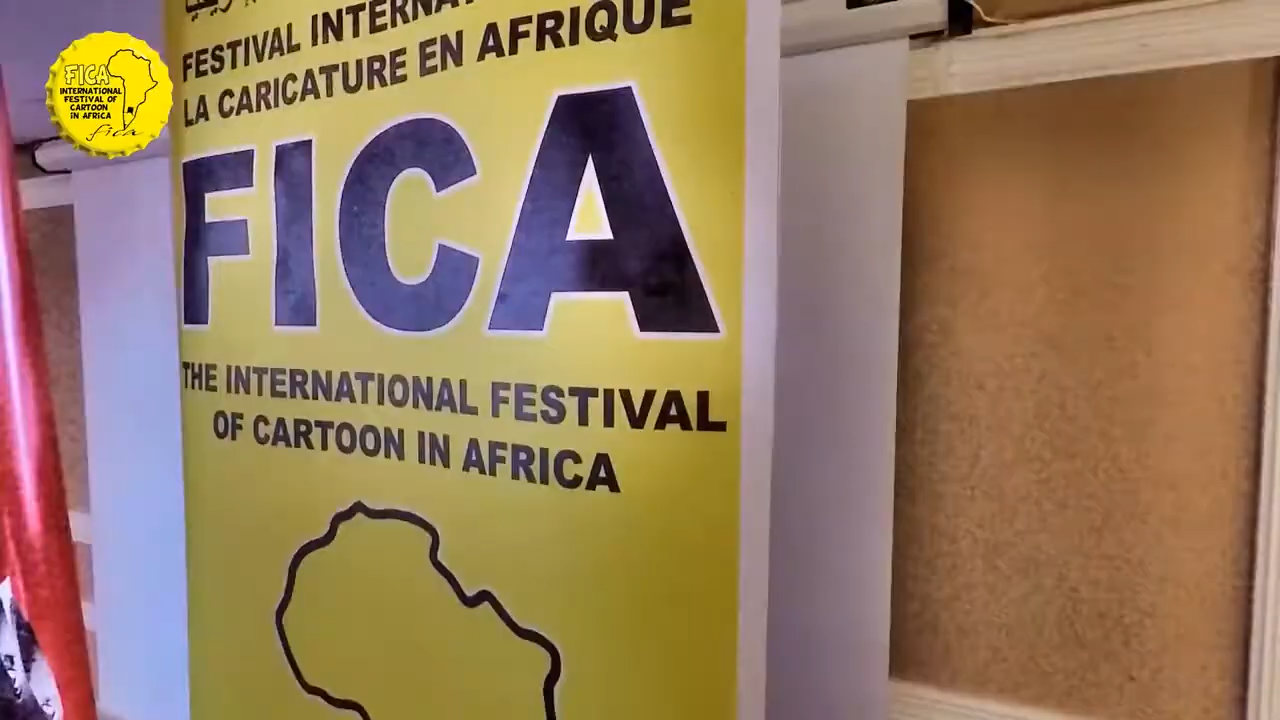 FICA
INTERNATIONAL
FESTIVAL OF
CARTOON
IN AFRICA
fica
FESTIVAL
LA CARICATURE EN AFRIQUE
FICA
THE INTERNATIONAL FESTIVAL
OF CARTOON IN AFRICA